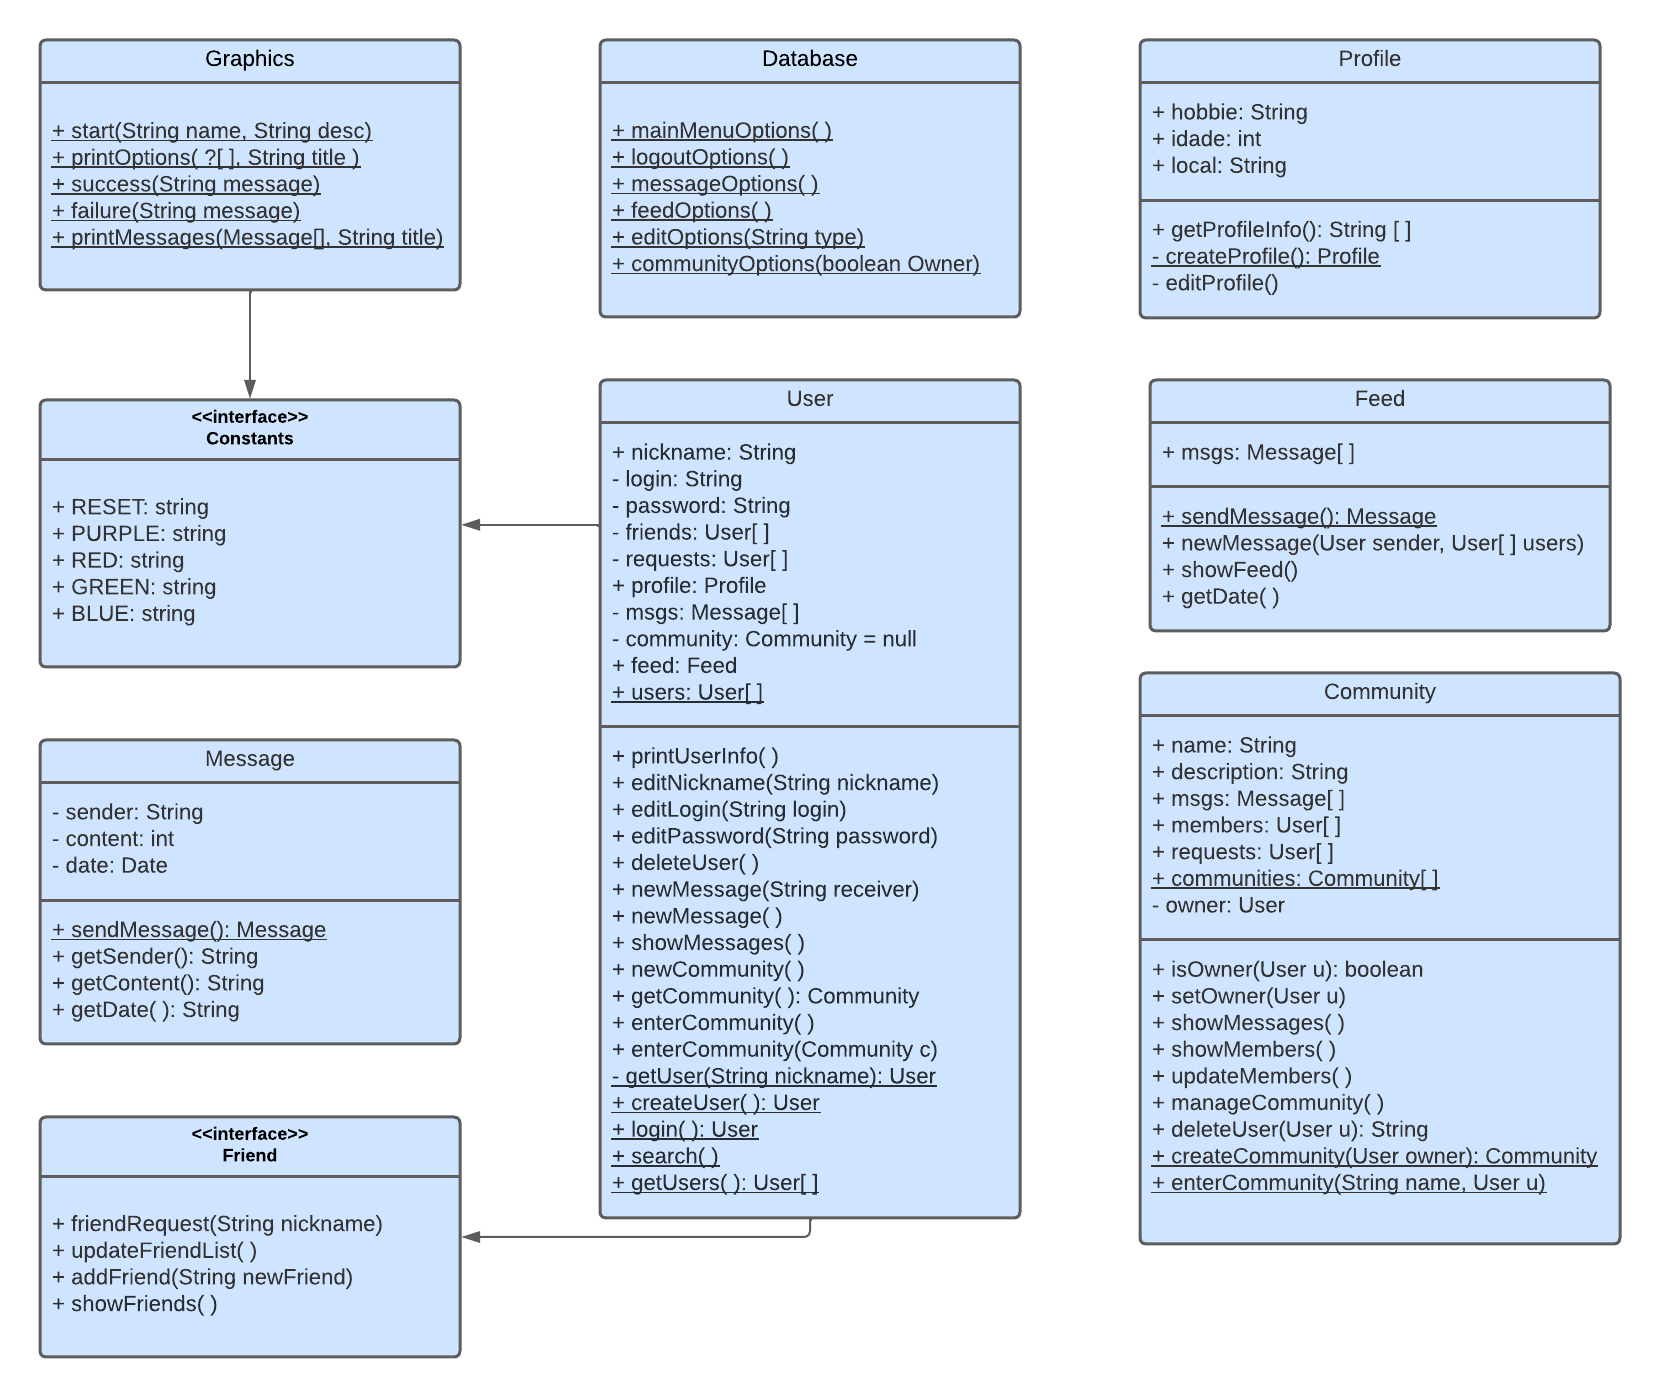 Graphics
+ start(String name, String desc)
+ printOptions( ?[ ], String title )
+ success(String message)
+ failure(String message)
+ printMessages(Message[], String title)
Database
+ mainMenuOptions( )
+ logoutOptions( )
+ messageOptions( )
+ feedOptions( )
+ editOptions(String type)
+ communityOptions(boolean Owner)
Profile
+ hobbie: String
+ idade: int
+ local: String
+ getProfileInfo(): String [ ]
- createProfile(): Profile
- editProfile()
<<interface>>
Constants
+ RESET: string
+ PURPLE: string
+ RED: string
+ GREEN: string
+ BLUE: string
User
+ nickname: String
- login: String
- password: String
- friends: User[ ]
- requests: User[ ]
+ profile: Profile
- msgs: Message[ ]
- community: Community = null
+ feed: Feed
+ users: User[ ]
+ printUserInfo( )
+ editNickname(String nickname)
+ editLogin(String login)
+ editPassword(String password)
+ deleteUser( )
+ newMessage(String receiver)
+ newMessage( )
+ showMessages( )
+ newCommunity( )
+ getCommunity( ): Community
+ enterCommunity( )
+ enterCommunity(Community c)
- getUser(String nickname): User
+ createUser( ): User
+ login( ): User
+ search( )
+ getUsers( ): User[ ]
Feed
+ msgs: Message[ ]
+ sendMessage(): Message
+ newMessage(User sender, User[ ] users)
+ showFeed()
+ getDate( )
Message
- sender: String
- content: int
- date: Date
+ sendMessage(): Message
+ getSender(): String
+ getContent(): String
+ getDate( ): String
Community
+ name: String
+ description: String
+ msgs: Message[ ]
+ members: User[ ]
+ requests: User[ ]
+ communities: Community[ ]
- owner: User
+ isOwner(User u): boolean
+ setOwner(User u)
+ showMessages( )
+ showMembers( )
+ updateMembers( )
+ manageCommunity( )
+ deleteUser(User u): String
+ createCommunity(User owner): Community
+ enterCommunity(String name, User u)
<<interface>>
Friend
+ friendRequest(String nickname)
+ updateFriendList( )
+ addFriend(String newFriend)
+ showFriends( )